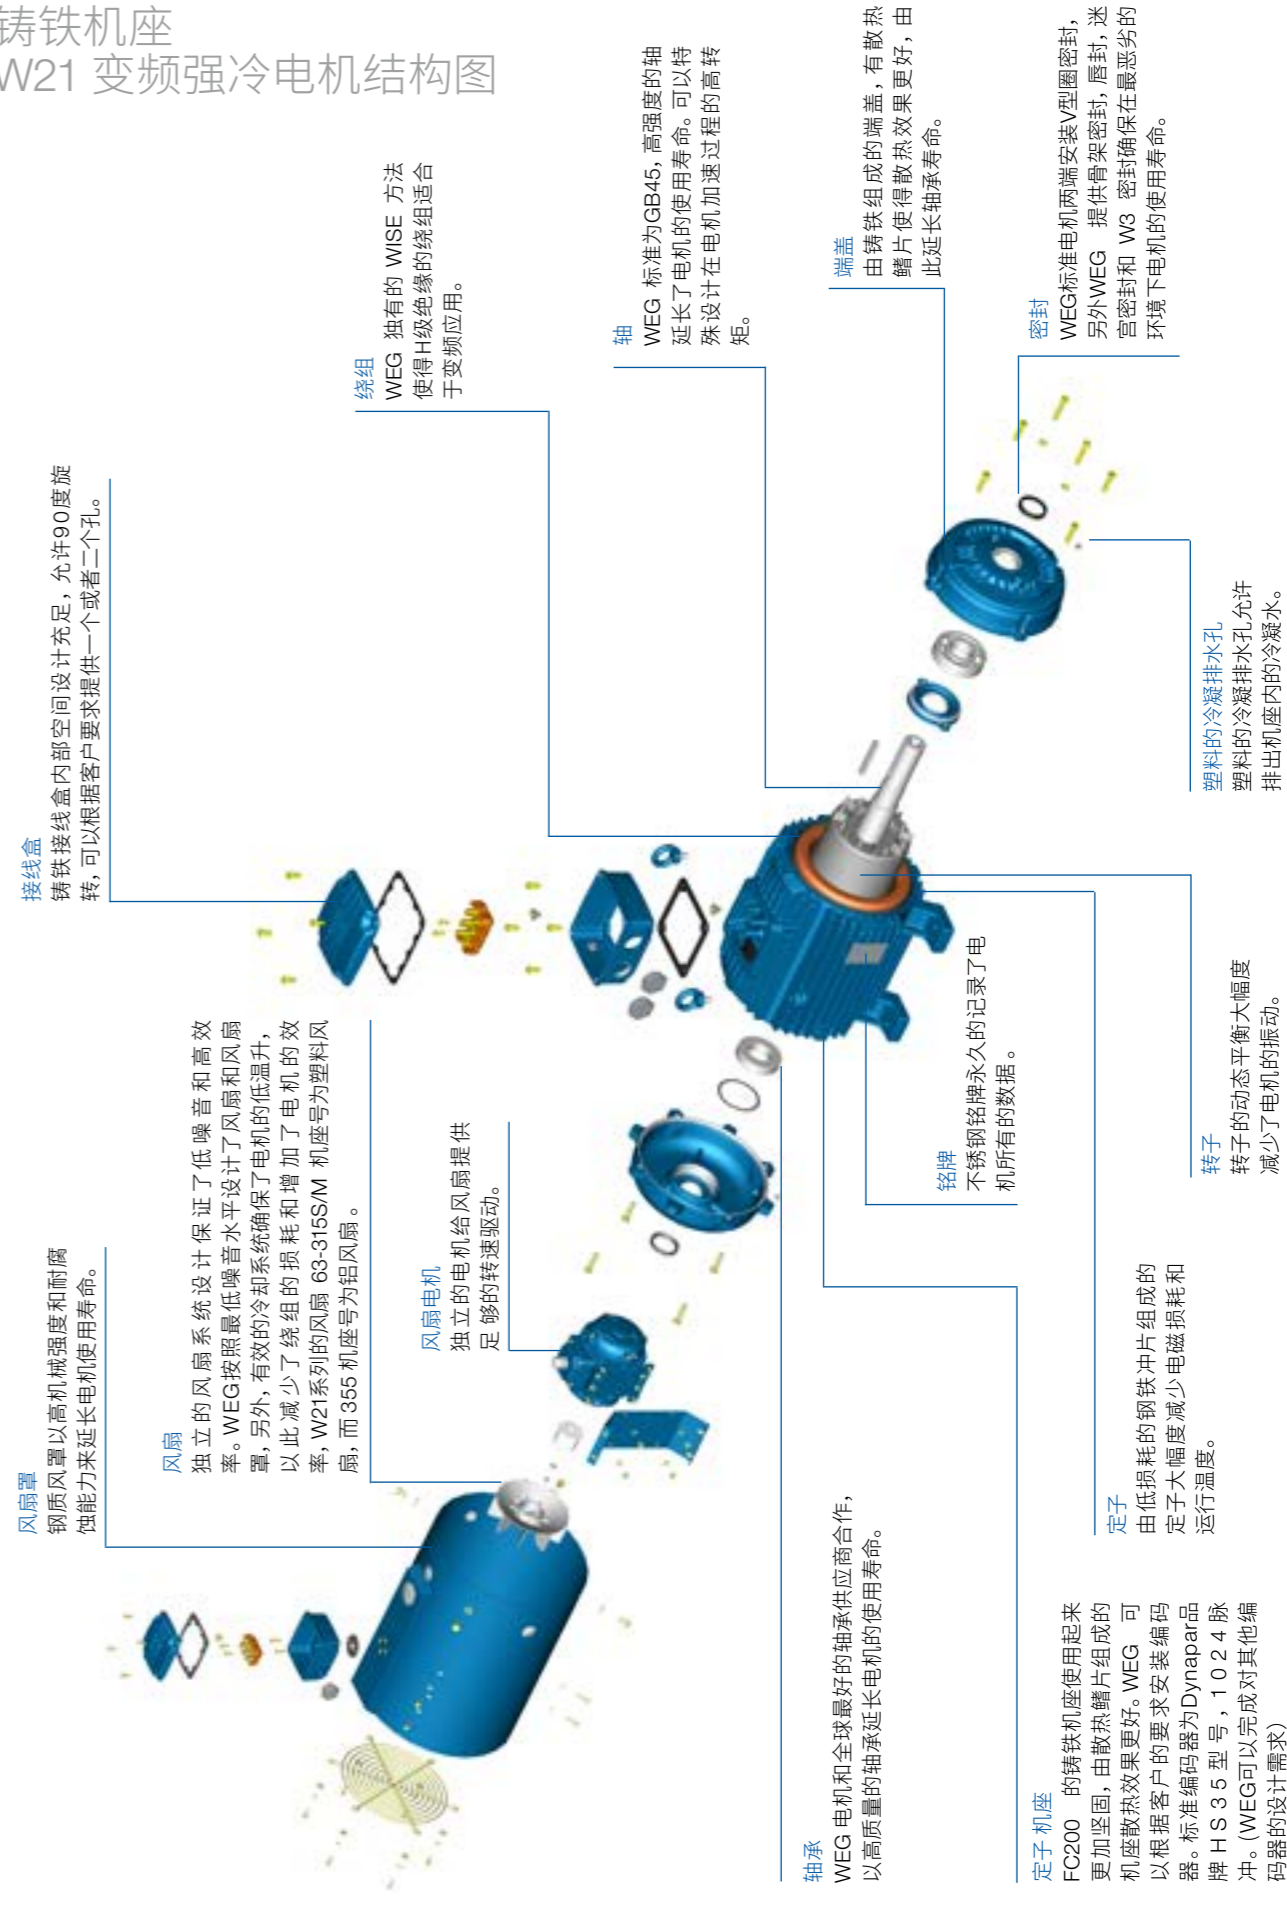 铸铁机座
W21 变频强冷电机结构图
风扇罩
钢质风罩以高机械强度和耐腐
蚀能力来延长电机使用寿命。
风扇
独立的风扇系统设计保证了低噪音和高效
率。WEG按照最低噪音水平设计了风扇和风扇
罩，另外，有效的冷却系统确保了电机的低温升，
以此减少了绕组的损耗和增加了电机的效
率，W21系列的风扇 63-315S/M 机座号为塑料风
扇，而 355 机座号为铝风扇。
风扇电机
独立的电机给风扇提供
足够的转速驱动。
接线盒
铸铁接线盒内部空间设计充足，允许90度旋
转，可以根据客户要求提供一个或者二个孔。
绕组
WEG 独有的 WISE 方法
使得H级绝缘的绕组适合
于变频应用。
轴
WEG 标准为GB45，高强度的轴
延长了电机的使用寿命。可以特
殊设计在电机加速过程的高转
矩。
端盖
由铸铁组成的端盖，有散热
鳍片使得散热效果更好，由
此延长轴承寿命。
密封
WEG标准电机两端安装V型圈密封，
另外WEG 提供骨架密封，唇封，迷
宫密封和 W3 密封确保在最恶劣的
环境下电机的使用寿命。
塑料的冷凝排水孔
塑料的冷凝排水孔允许
排出机座内的冷凝水。
铭牌
不锈钢铭牌永久的记录了电
机所有的数据。
转子
转子的动态平衡大幅度
减少了电机的振动。
定子
由低损耗的钢铁冲片组成的
定子大幅度减少电磁损耗和
运行温度。
轴承
WEG 电机和全球最好的轴承供应商合作，
以高质量的轴承延长电机的使用寿命。
定子 机座
FC200 的铸铁机座使用起来
更加坚固，由散热鳍片组成的
机座散热效果更好。WEG 可
以根据客户的要求安装编码
器。标准编码器为Dynapar品
牌 HS35 型号，1024 脉
冲。(WEG可以完成对其他编
码器的设计需求)